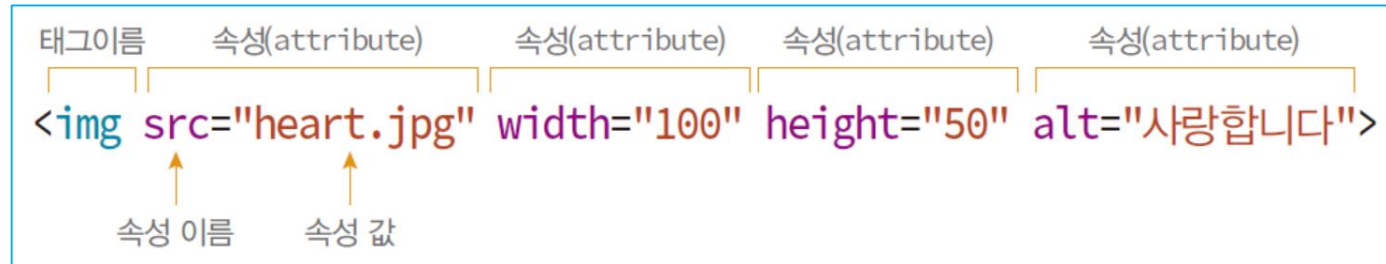 태그이름 속성(attribute) 속성(attribute) 속성(attribute) 속성(attribute)
<img src="heart.jpg" width="100" height="50" alt="사랑합니다">
속성 이름 속성 값